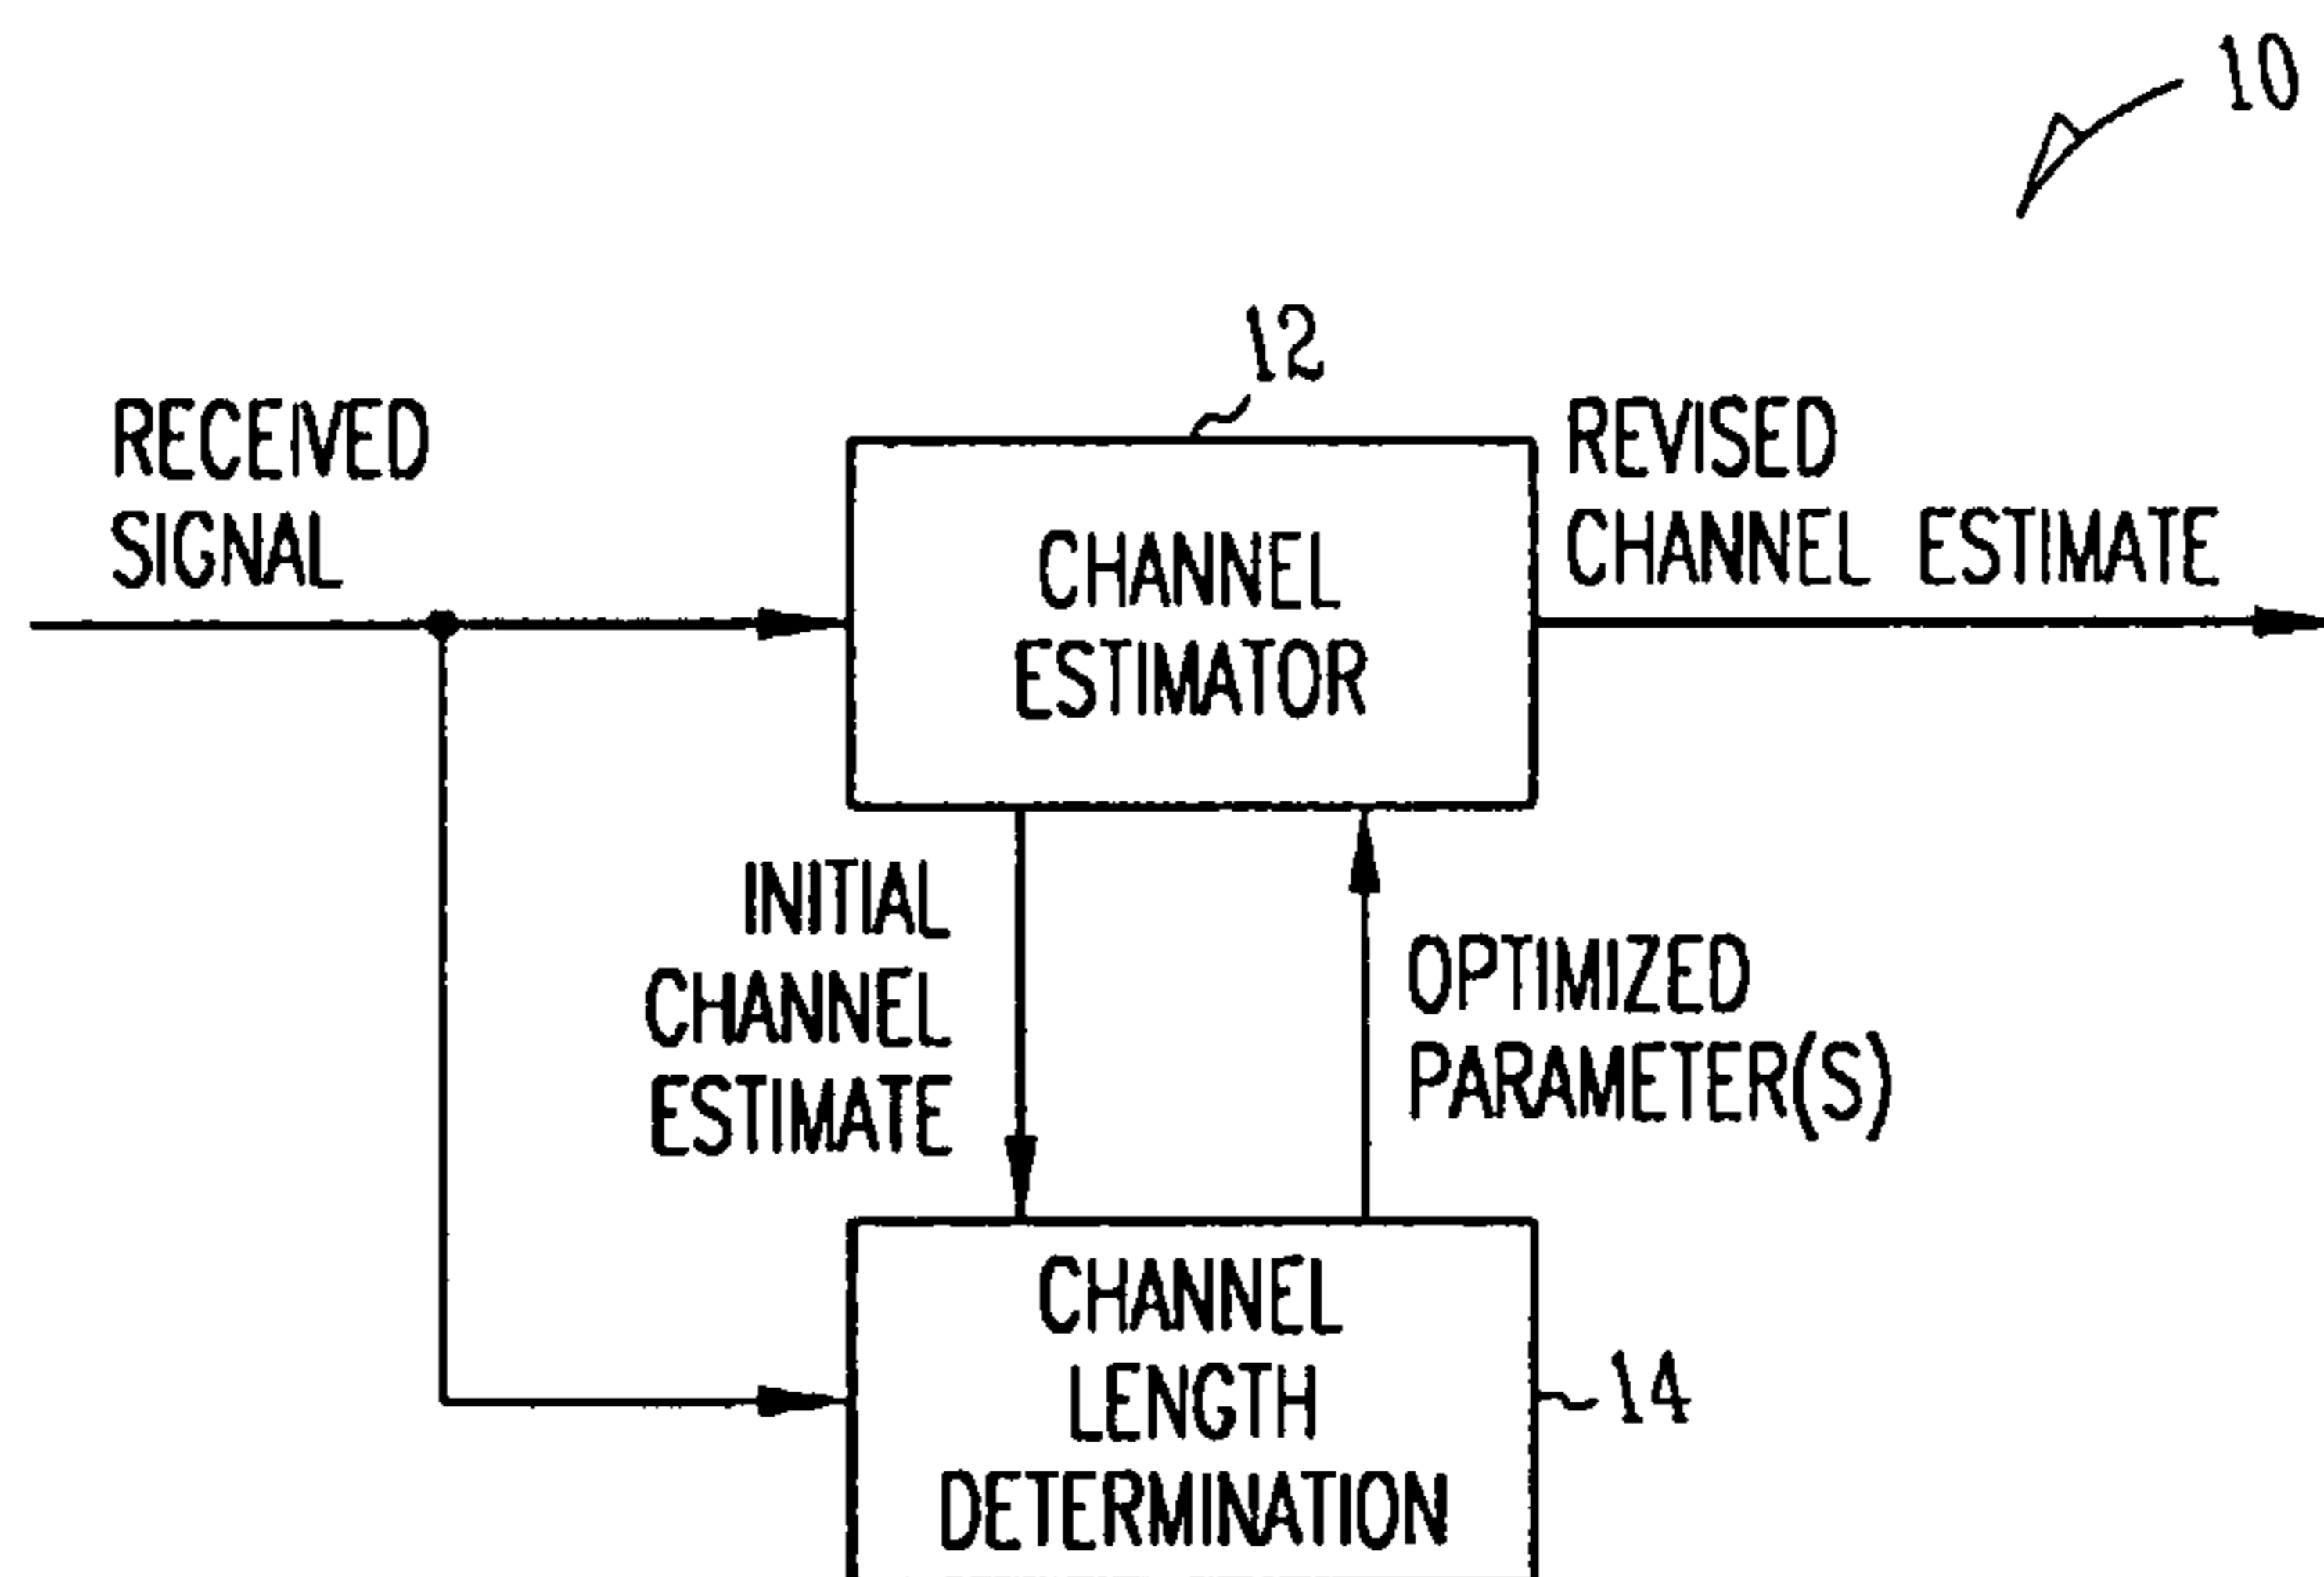 10
12
RECEIVED
SIGNAL
REVISED
CHANNEL ESTIMATE
CHANNEL
ESTIMATOR
INITIAL
CHANNEL
ESTIMATE
OPTIMIZED
PARAMETER(S)
CHANNEL
LENGTH
DETERMINATION
14